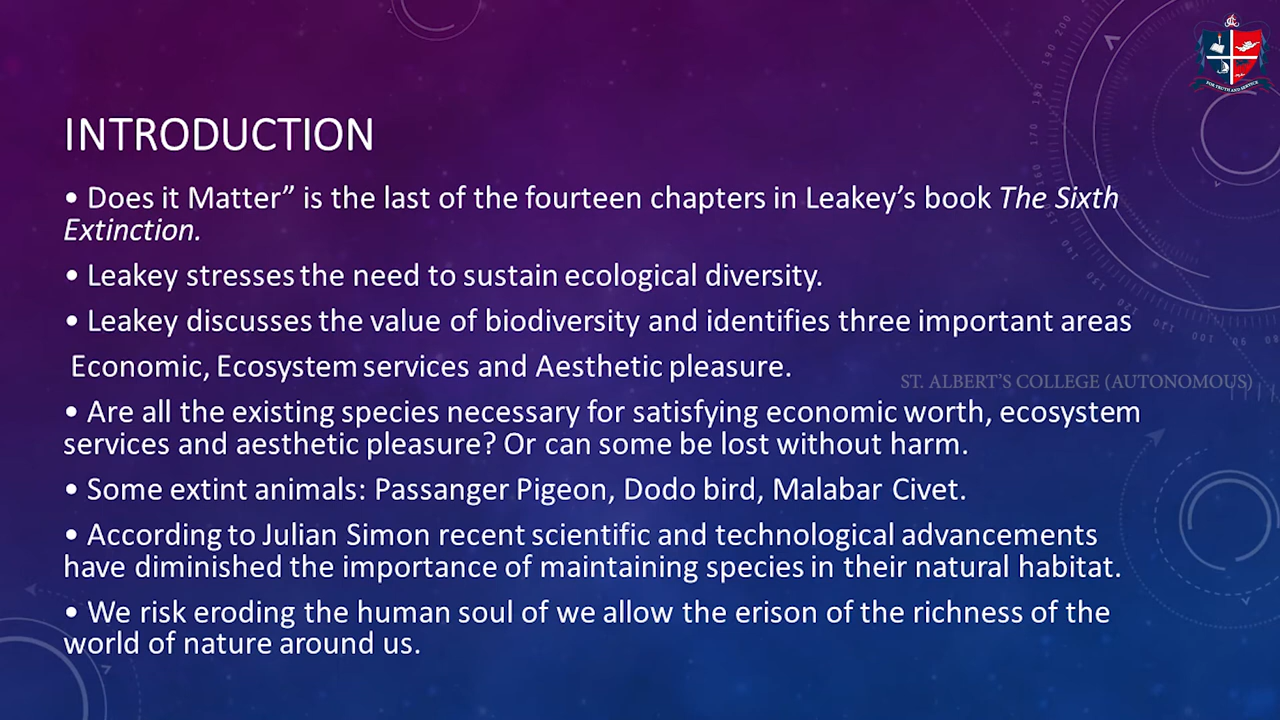 INTRODUCTION
• Does it Matter” is the last of the fourteen chapters in Leakey’s book The Sixth
Extinction.
• Leakey stresses the need to sustain ecological diversity.
• Leakey discusses the value of biodiversity and identifies three important areas
Economic, Ecosystem services and Aesthetic pleasure.
ST. ALBERT’S COLLEGE (AUTONOMOUS)
• Are all the existing species necessary for satisfying economic worth, ecosystem
services and aesthetic pleasure? Or can some be lost without harm.
• Some extint animals: Passanger Pigeon, Dodo bird, Malabar Civet.
• According to Julian Simon recent scientific and technological advancements
have diminished the importance of maintaining species in their natural habitat.
• We risk eroding the human soul of we allow the erison of the richness of the
world of nature around us.
FOR TRUTH AND SERVICE